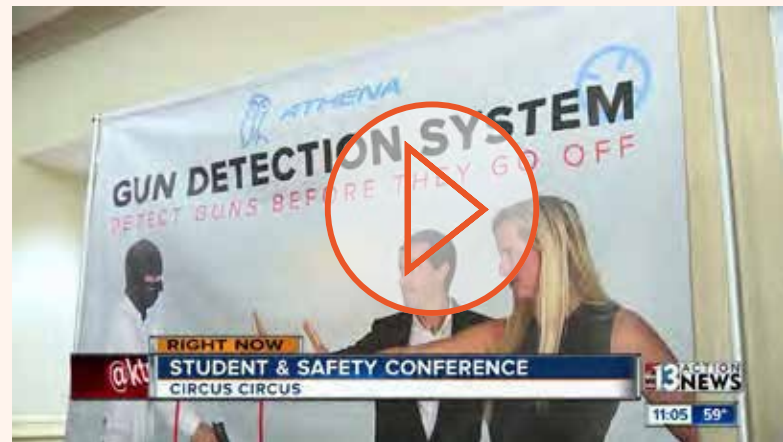 ATHENA
GUN DETECTION SYSTEM
DETECT GUNS BEFORE THEY GO OFF
RIGHT NOW
@kt
STUDENT & SAFETY CONFERENCE
CIRCUS CIRCUS
13 ACTION NEWS
11:05 59°